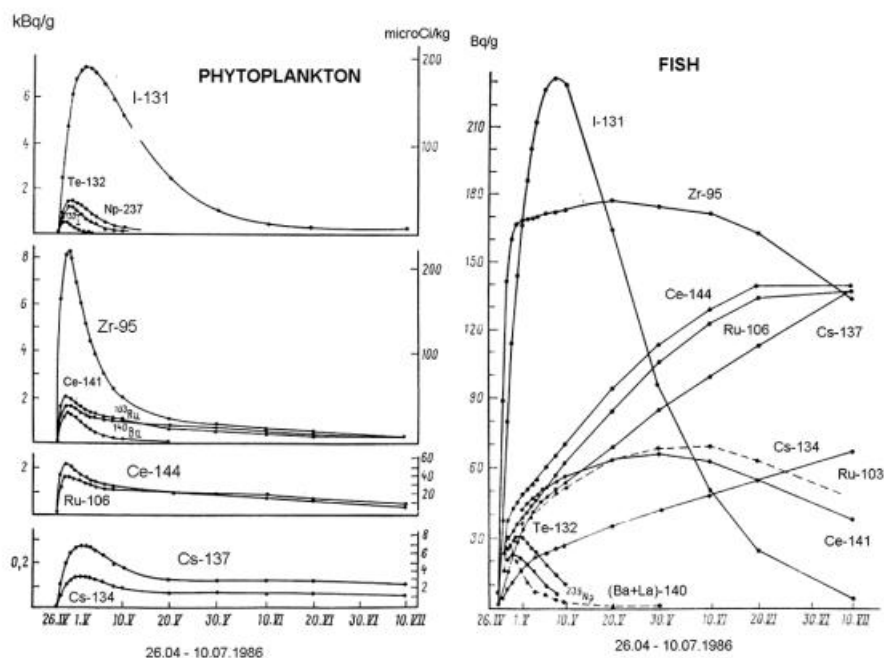 kBq/g
microCi/kg
PHYTOPLANKTON
200
6
I-131
4
100
Te-132
Np-237
2
8
200
6
Zr-95
4
100
Ce-141
2
103Ru
140Ba
2
Ce-144
60
40
20
Ru-106
0,2
Cs-137
8
6
4
2
Cs-134
26.IV 1.V 10.V 20.V 30.V 10.VI 20.VI 30.VI 10.VII
26.04 - 10.07.1986
Bq/g
FISH
210
I-131
180
Zr-95
150
Ce-144
120
Ru-106
Cs-137
90
60
Cs-134
Ru-103
Te-132
30
Ce-141
239Np
(Ba+La)-140
26.IV 1.V 10.V 20.V 30.V 10.VI 20.VI 30.VI 10.VII
26.04 - 10.07.1986